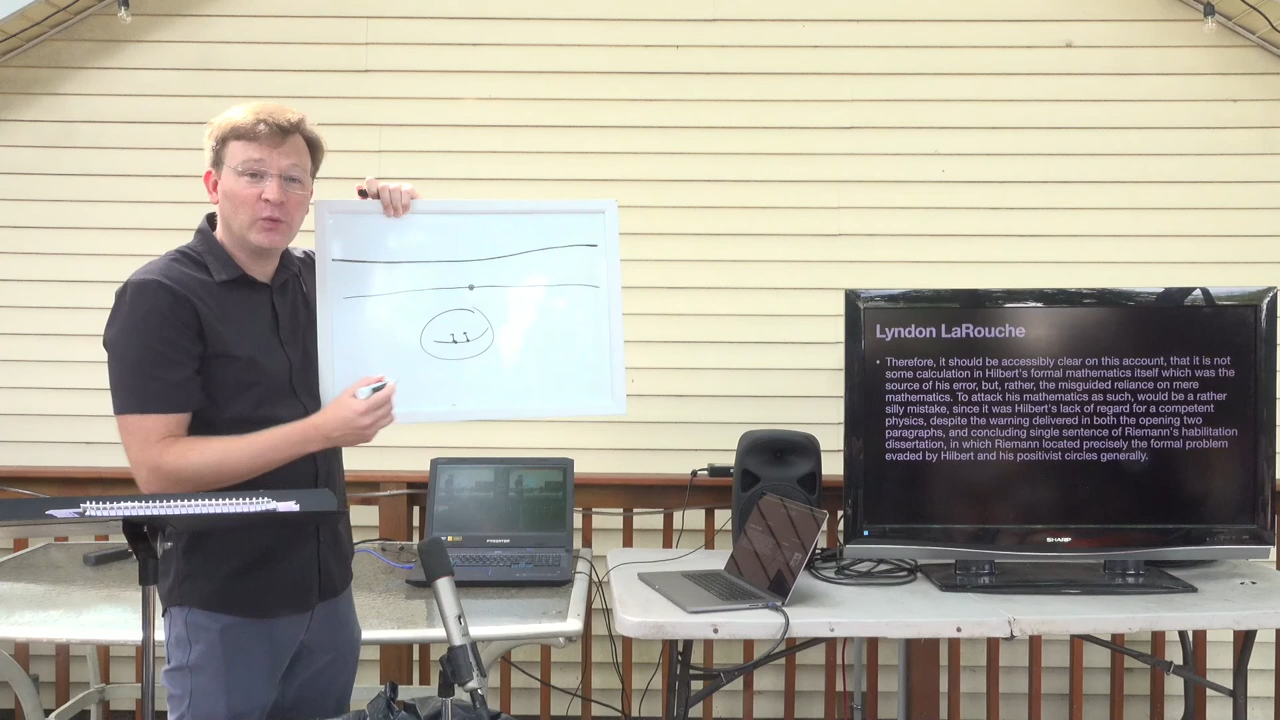 Lyndon LaRouche
• Therefore, it should be accessibly clear on this account, that it is not
some calculation in Hilbert's formal mathematics itself which was the
source of his error, but, rather, the misguided reliance on mere
mathematics. To attack his mathematics as such, would be a rather
silly mistake, since it was Hilbert's lack of regard for a competent
physics, despite the warning delivered in both the opening two
paragraphs, and concluding single sentence of Riemann's habilitation
dissertation, in which Riemann located precisely the formal problem
evaded by Hilbert and his positivist circles generally.
SHARP
PREDATOR